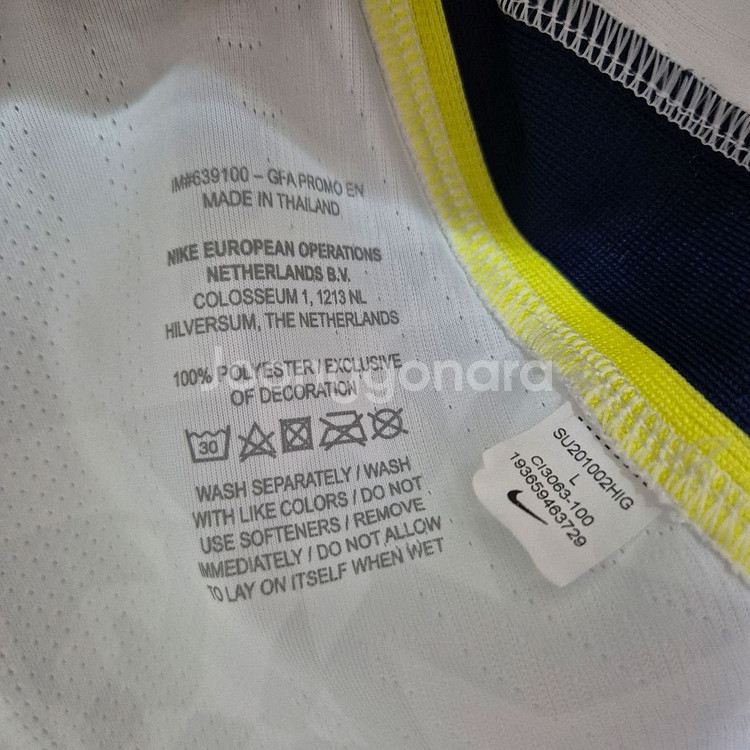 IM#639100 – GFA PROMO EN
MADE IN THAILAND
NIKE EUROPEAN OPERATIONS
NETHERLANDS B.V.
COLOSSEUM 1, 1213 NL
HILVERSUM, THE NETHERLANDS
100% POLYESTER / EXCLUSIVE
OF DECORATION
30
WASH SEPARATELY / WASH
WITH LIKE COLORS / DO NOT
USE SOFTENERS / REMOVE
IMMEDIATELY / DO NOT ALLOW
TO LAY ON ITSELF WHEN WET
SU201002HIG
L
CI3063-100
193659463729
Joonggonara